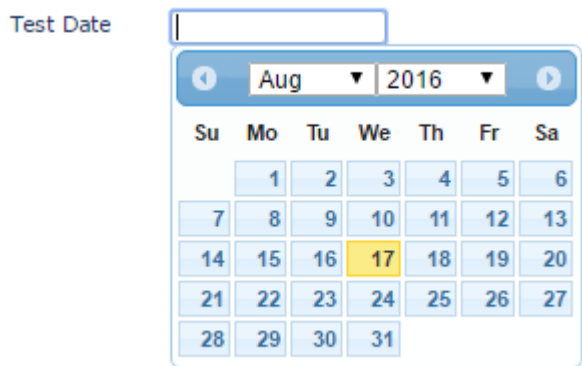 Test Date
Aug 2016
Su Mo Tu We Th Fr Sa
1 2 3 4 5 6
7 8 9 10 11 12 13
14 15 16 17 18 19 20
21 22 23 24 25 26 27
28 29 30 31